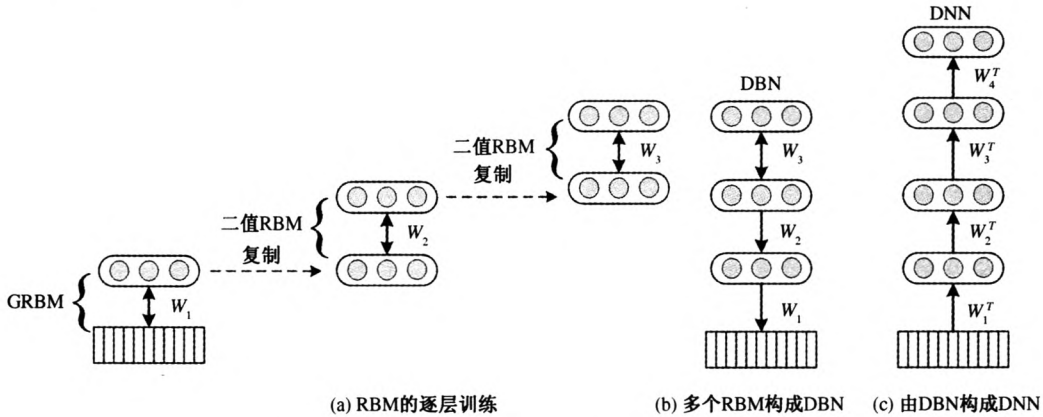 DNN
W₄ᵀ
DBN
二值RBM
复制
W₃
W₃
W₃ᵀ
二值RBM
复制
W₂
W₂
W₂ᵀ
GRBM
W₁
W₁
W₁ᵀ
(a) RBM的逐层训练
(b) 多个RBM构成DBN
(c) 由DBN构成DNN